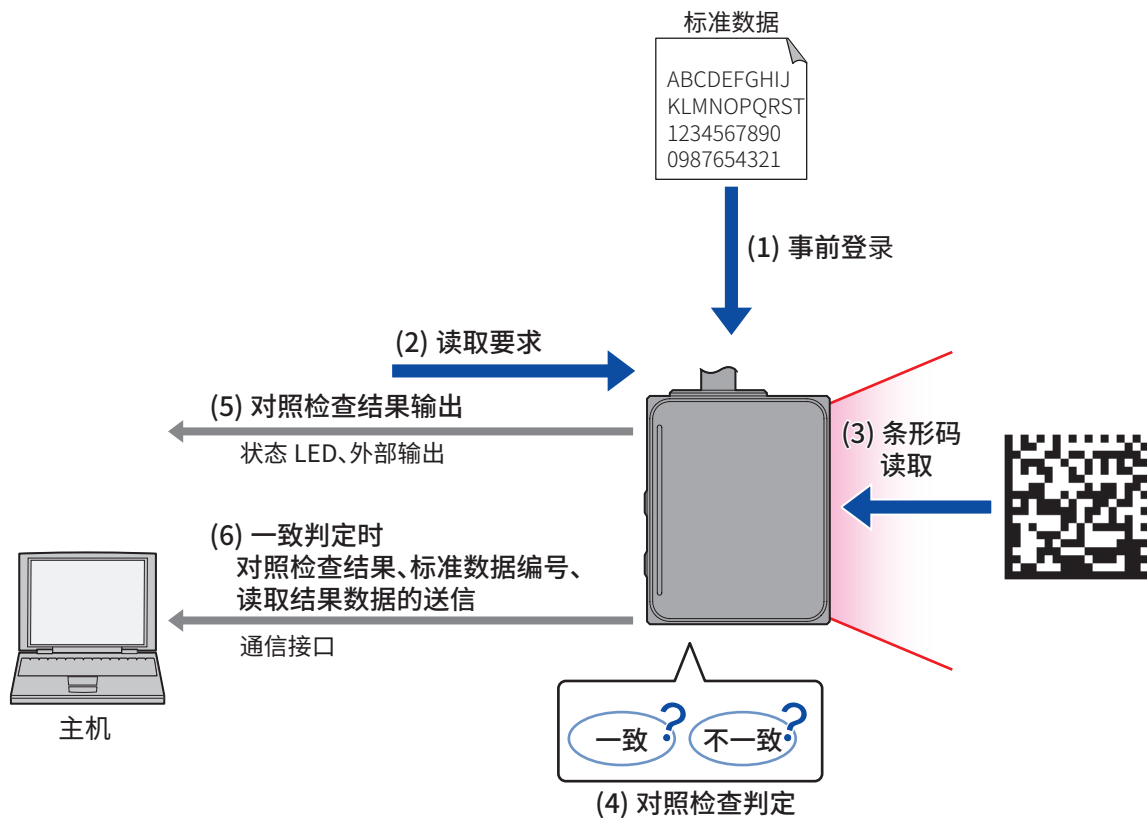 标准数据
ABCDEFGHIJ
KLMNOPQRST
1234567890
0987654321
(1) 事前登录
(2) 读取要求
(5) 对照检查结果输出
状态 LED、外部输出
(3) 条形码
读取
(6) 一致判定时
对照检查结果、标准数据编号、
读取结果数据的送信
通信接口
主机
一致?
不一致?
(4) 对照检查判定